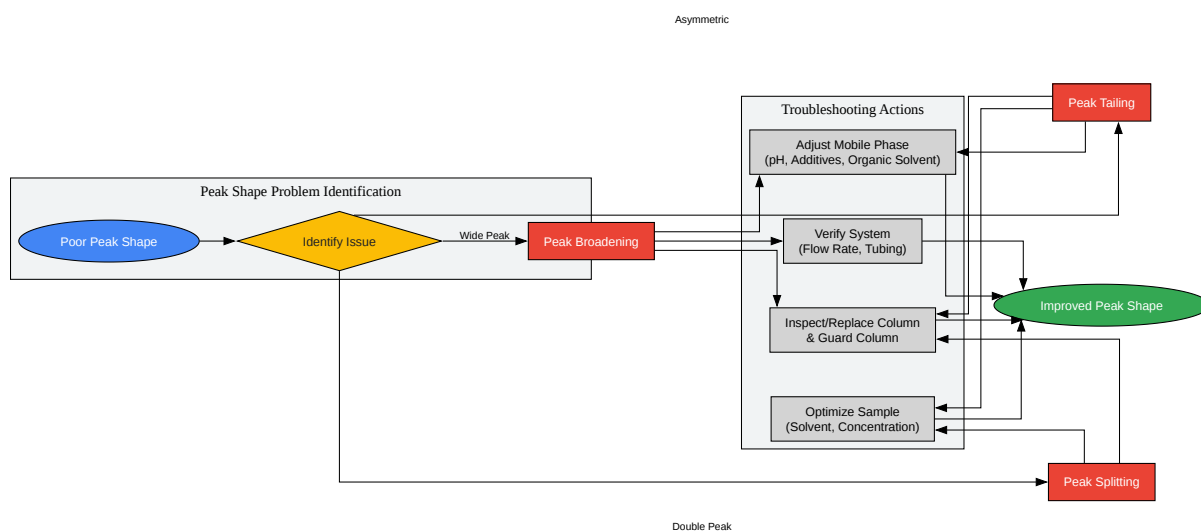 Asymmetric
Peak Tailing
Troubleshooting Actions
Adjust Mobile Phase
(pH, Additives, Organic Solvent)
Peak Shape Problem Identification
Poor Peak Shape
Identify Issue
Wide Peak
Peak Broadening
Verify System
(Flow Rate, Tubing)
Improved Peak Shape
Inspect/Replace Column
& Guard Column
Optimize Sample
(Solvent, Concentration)
Peak Splitting
Double Peak